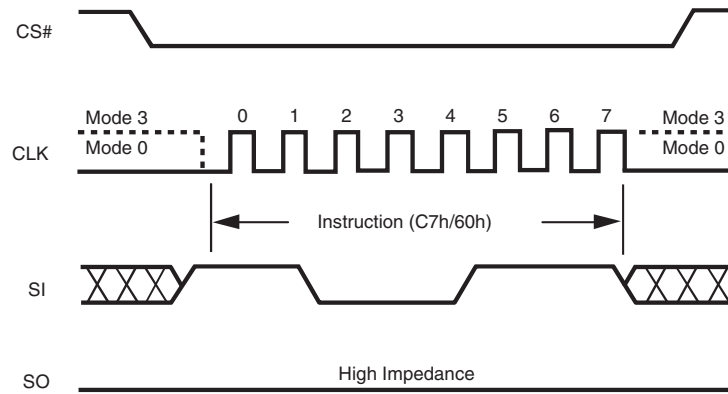 CS#
Mode 3
0 1 2 3 4 5 6 7
Mode 3
CLK
Mode 0
Mode 0
Instruction (C7h/60h)
SI
High Impedance
SO